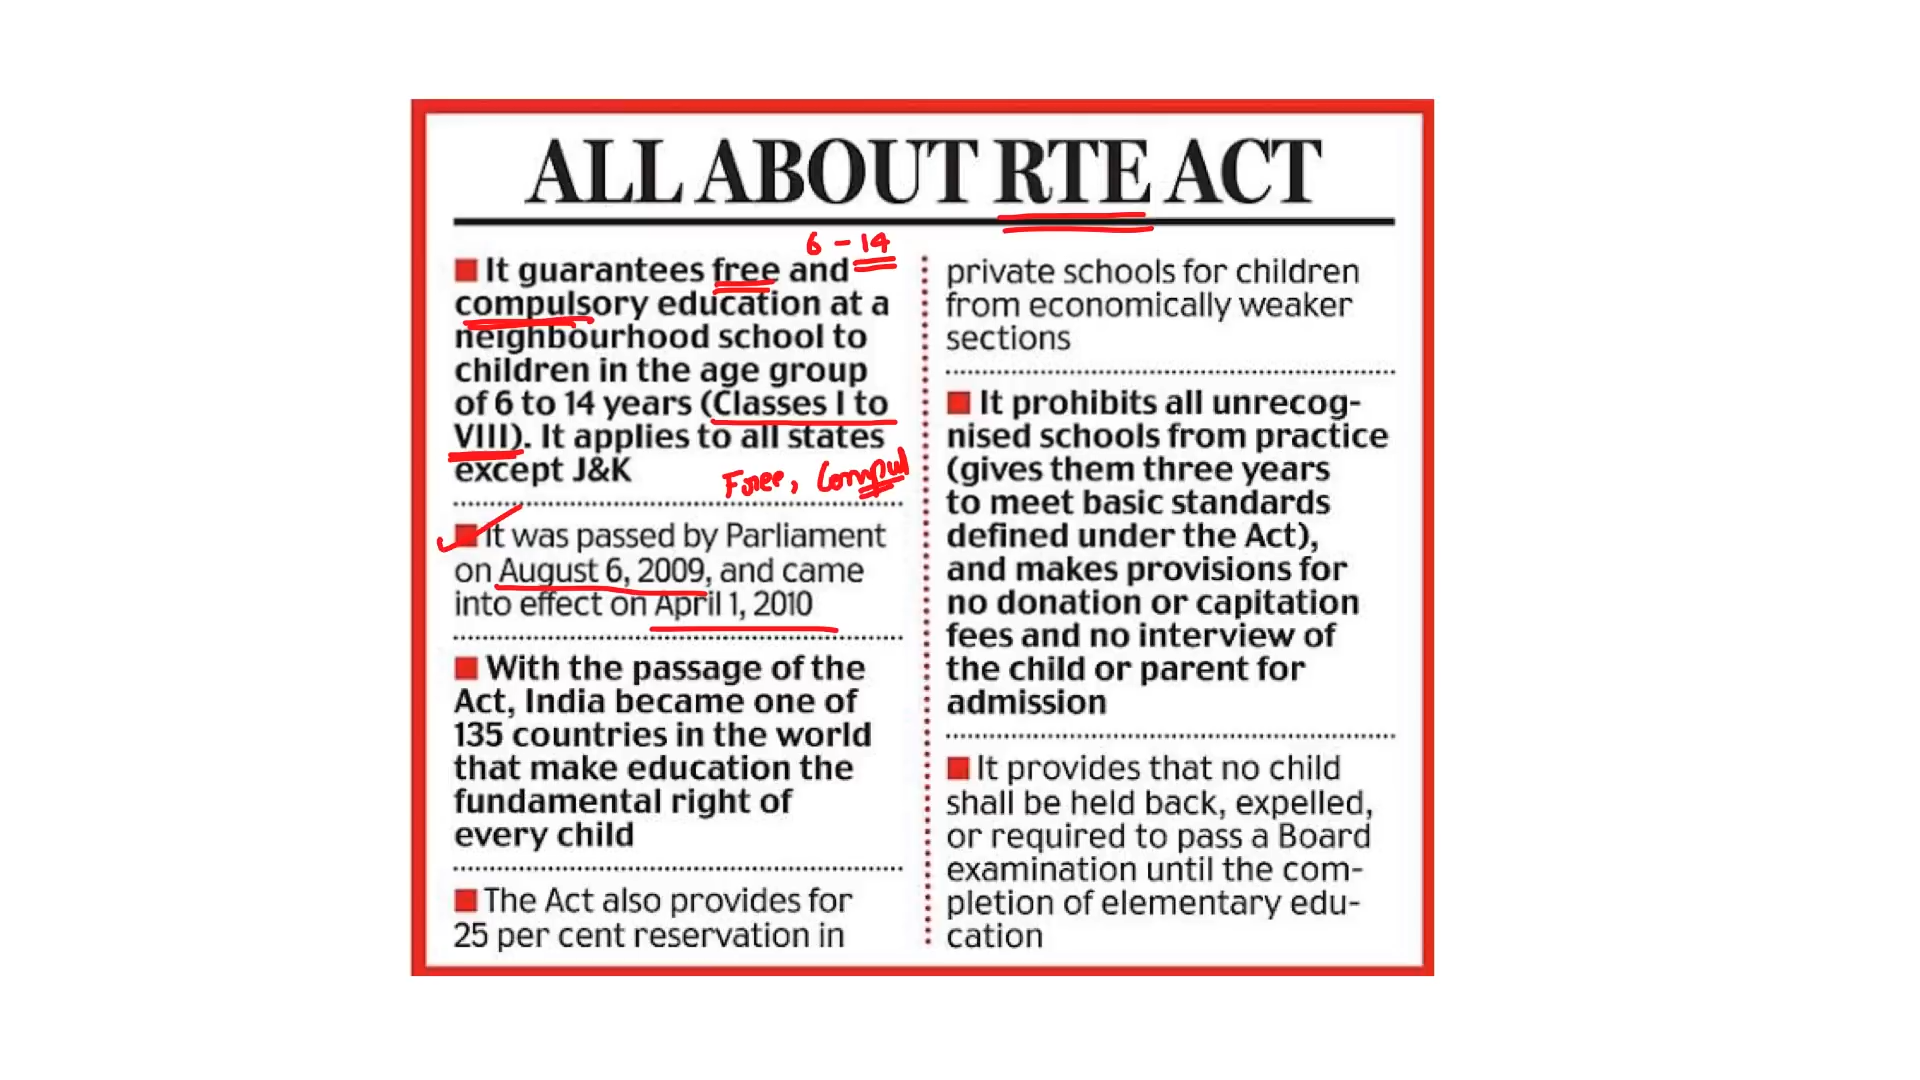 ALL ABOUT RTE ACT
6 - 14
■ It guarantees free and
compulsory education at a
neighbourhood school to
children in the age group
of 6 to 14 years (Classes I to
VIII). It applies to all states
except J&K
Free, Compul
■ It was passed by Parliament
on August 6, 2009, and came
into effect on April 1, 2010
■ With the passage of the
Act, India became one of
135 countries in the world
that make education the
fundamental right of
every child
■ The Act also provides for
25 per cent reservation in
private schools for children
from economically weaker
sections
■ It prohibits all unrecog-
nised schools from practice
(gives them three years
to meet basic standards
defined under the Act),
and makes provisions for
no donation or capitation
fees and no interview of
the child or parent for
admission
■ It provides that no child
shall be held back, expelled,
or required to pass a Board
examination until the com-
pletion of elementary edu-
cation